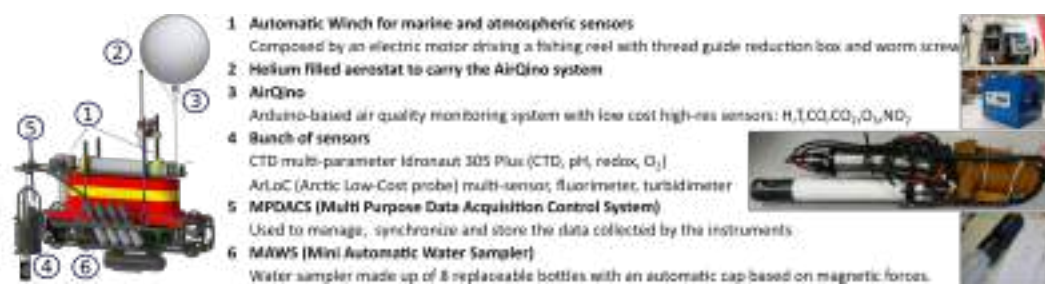 1 Automatic Winch for marine and atmospheric sensors
Composed by an electric motor driving a fishing reel with thread guide reduction box and worm screw
2 Helium filled aerostat to carry the AirQino system
3 AirQino
Arduino-based air quality monitoring system with low cost high-res sensors: H,T,CO,CO₂,O₃,NO₂
4 Bunch of sensors
CTD multi-parameter Idronaut 305 Plus (CTD, pH, redox, O₂)
ArLoC (Arctic Low-Cost probe) multi-sensor, fluorimeter, turbidimeter
5 MPDACS (Multi Purpose Data Acquisition Control System)
Used to manage, synchronize and store the data collected by the instruments
6 MAWS (Mini Automatic Water Sampler)
Water sampler made up of 8 replaceable bottles with an automatic cap based on magnetic forces.
2
3
1
5
4
6